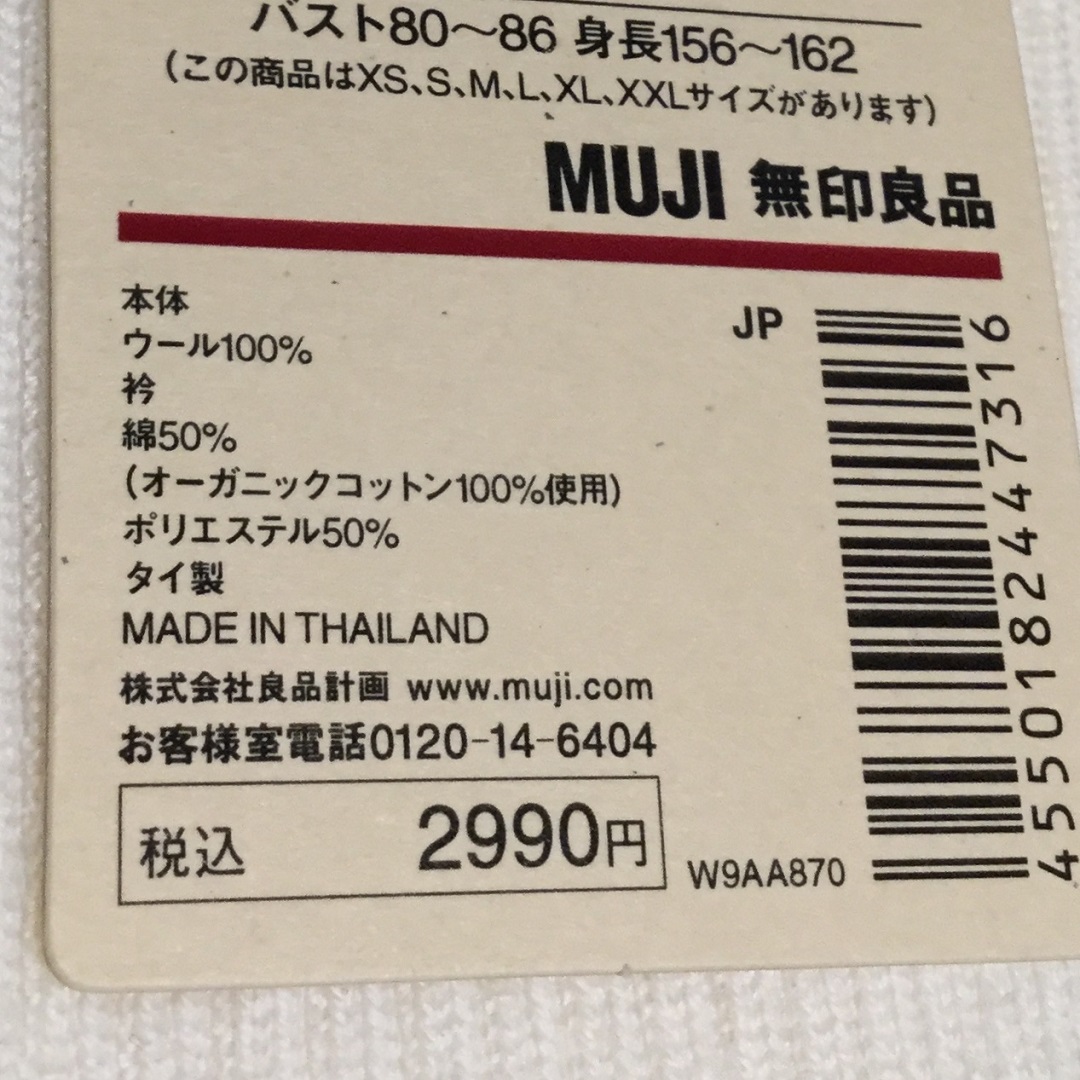 バスト80〜86 身長156〜162
(この商品はXS、S、M、L、XL、XXLサイズがあります)
MUJI 無印良品
本体
ウール100%
衿
綿50%
(オーガニックコットン100%使用)
ポリエステル50%
タイ製
MADE IN THAILAND
株式会社良品計画 www.muji.com
お客様室電話0120-14-6404
税込 2990円
JP
4550182447316
W9AA870